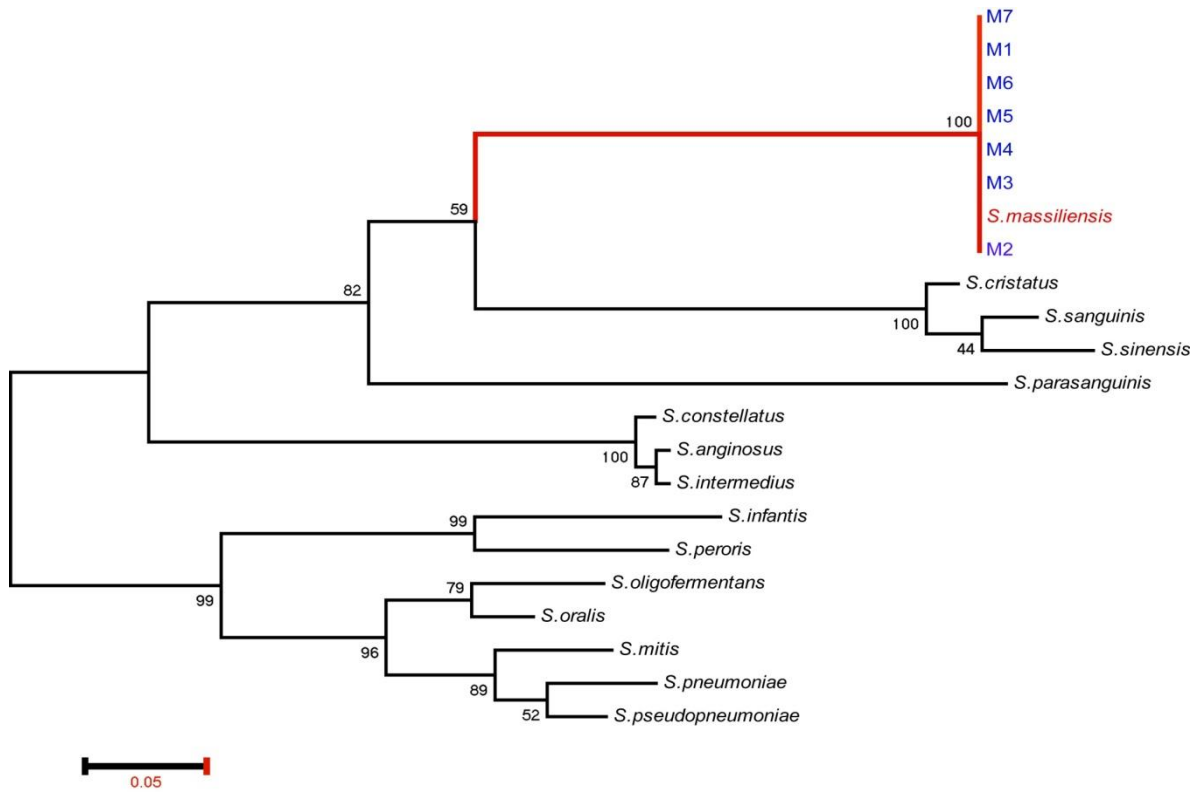 M7
M1
M6
M5
100
M4
M3
59
S.massiliensis
M2
82
S.cristatus
100
S.sanguinis
44
S.sinensis
S.parasanguinis
S.constellatus
100
S.anginosus
87
S.intermedius
99
S.infantis
S.peroris
99
79
S.oligofermentans
S.oralis
96
S.mitis
89
S.pneumoniae
52
S.pseudopneumoniae
0.05